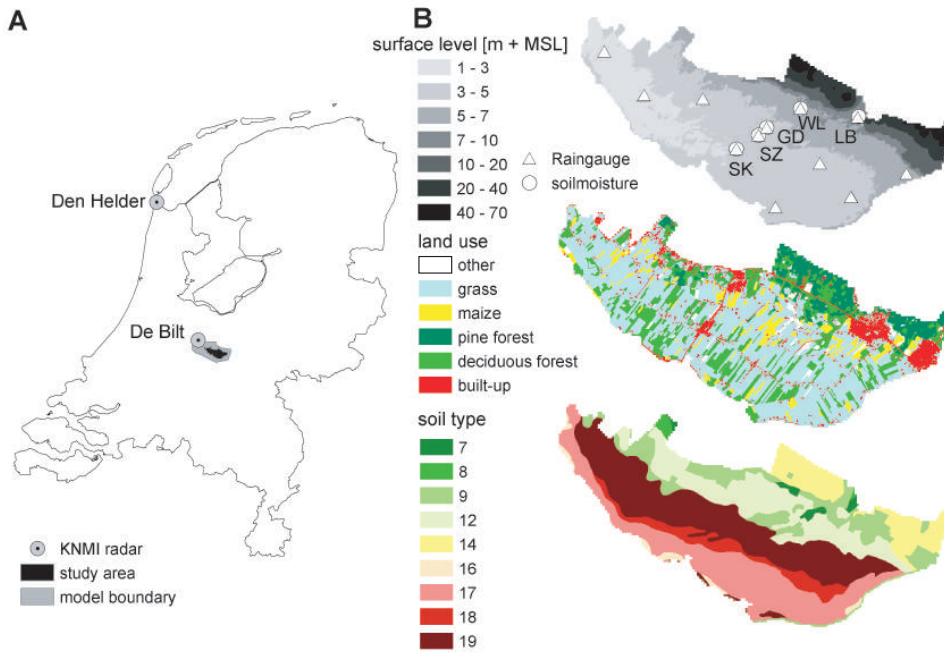 A
Den Helder
De Bilt
KNMI radar
study area
model boundary
B
surface level [m + MSL]
1 - 3
3 - 5
5 - 7
7 - 10
10 - 20
20 - 40
40 - 70
Raingauge
soilmoisture
WL
GD
LB
SZ
SK
land use
other
grass
maize
pine forest
deciduous forest
built-up
soil type
7
8
9
12
14
16
17
18
19